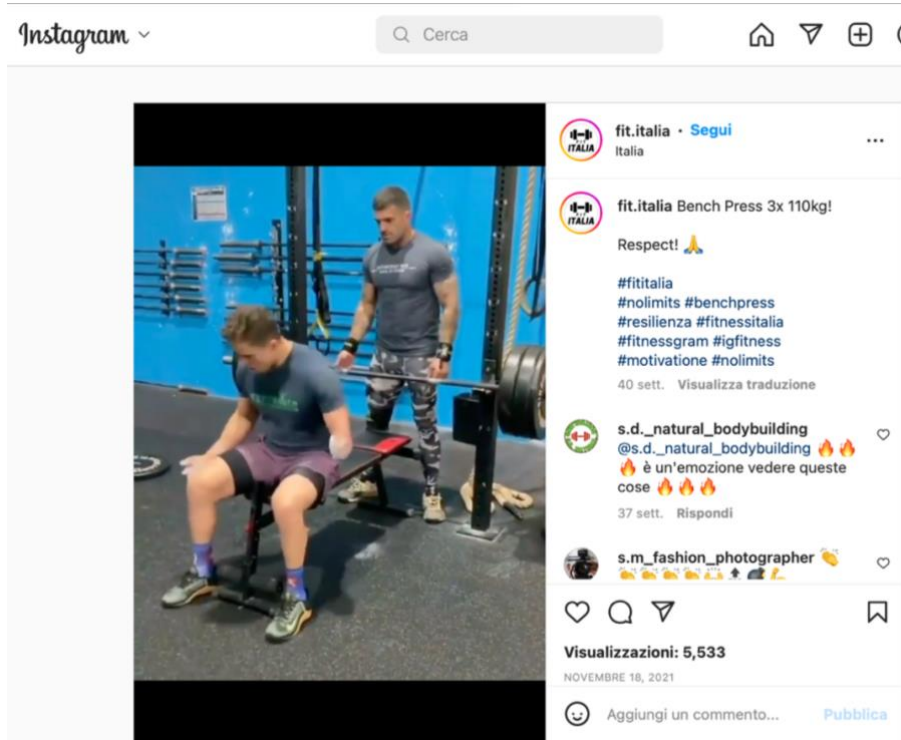 Instagram
Cerca
fit.italia • Segui
Italia
ITALIA
fit.italia Bench Press 3x 110kg!
ITALIA
Respect! 🙏
#fititalia
#nolimits #benchpress
#resilienza #fitnessitalia
#fitnessgram #igfitness
#motivatione #nolimits
40 sett. Visualizza traduzione
s.d._natural_bodybuilding
@s.d._natural_bodybuilding 🔥 🔥
🔥 è un'emozione vedere queste
cose 🔥 🔥 🔥
37 sett. Rispondi
s.m_fashion_photographer 👏
Visualizzazioni: 5,533
NOVEMBRE 18, 2021
Aggiungi un commento...
Pubblica